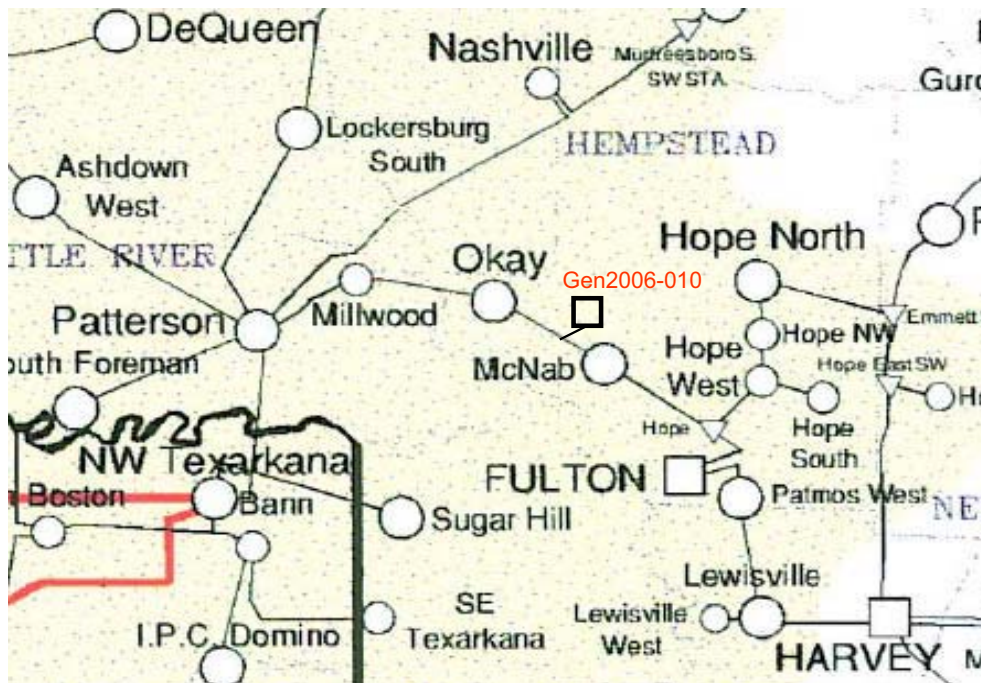 DeQueen
Nashville
Murfreesboro S.
SW STA.
Lockersburg
South
HEMPSTEAD
Ashdown
West
TTLE RIVER
Okay
Hope North
Gen2006-010
Patterson
Millwood
Emmett
outh Foreman
McNab
Hope
West
Hope NW
Hope East SW
Hope
Hope
South
NW Texarkana
FULTON
Boston
Bann
Sugar Hill
Patmos West
NE
Lewisville
SE
Texarkana
Lewisville
West
I.P.C. Domino
HARVEY